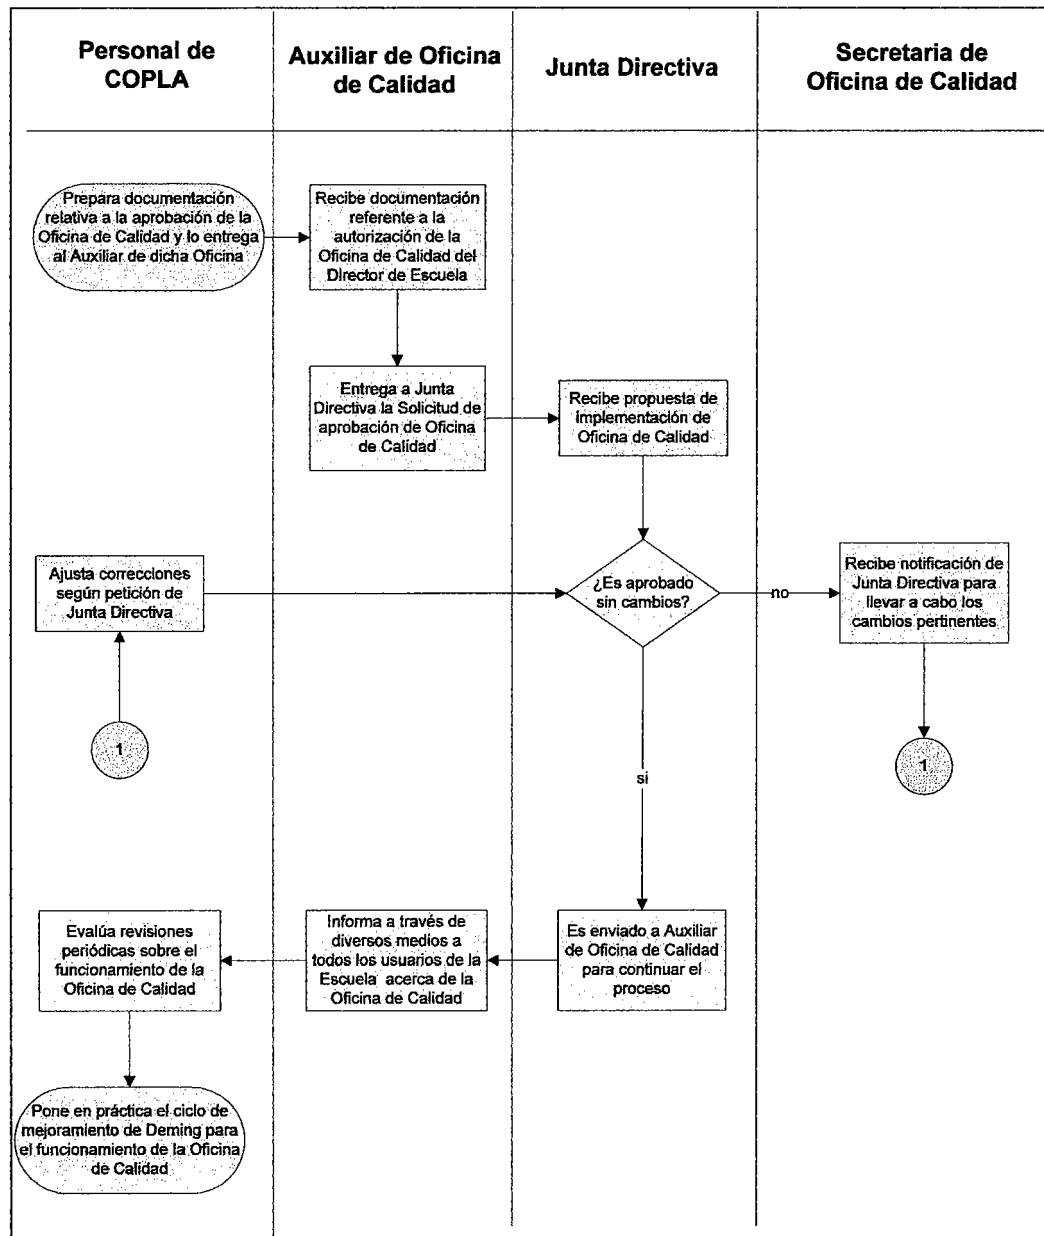 Personal de
COPLA
Auxiliar de Oficina
de Calidad
Junta Directiva
Secretaria de
Oficina de Calidad
Prepara documentación
relativa a la aprobación de la
Oficina de Calidad y lo entrega
al Auxiliar de dicha Oficina
Recibe documentación
referente a la
autorización de la
Oficina de Calidad del
Director de Escuela
Entrega a Junta
Directiva la Solicitud de
aprobación de Oficina
de Calidad
Recibe propuesta de
Implementación de
Oficina de Calidad
Ajusta correcciones
según petición de
Junta Directiva
¿Es aprobado
sin cambios?
no
Recibe notificación de
Junta Directiva para
llevar a cabo los
cambios pertinentes
1
1
si
Evalúa revisiones
periódicas sobre el
funcionamiento de la
Oficina de Calidad
Informa a través de
diversos medios a
todos los usuarios de la
Escuela acerca de la
Oficina de Calidad
Es enviado a Auxiliar
de Oficina de Calidad
para continuar el
proceso
Pone en práctica el ciclo de
mejoramiento de Deming para
el funcionamiento de la Oficina
de Calidad